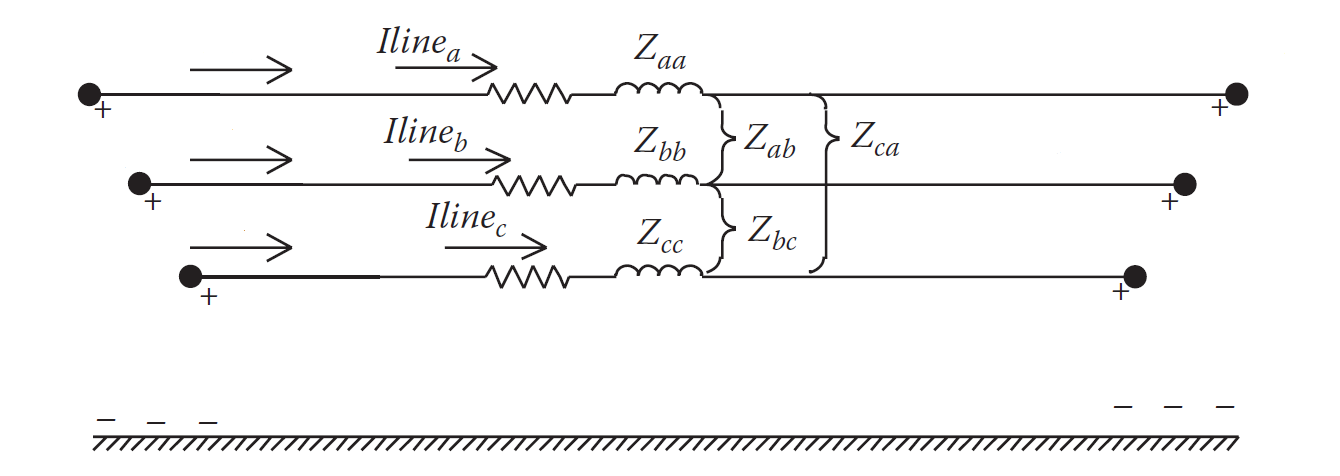 Iline_a Z_aa
+ +
Iline_b Z_bb Z_ab Z_ca
+ +
Iline_c Z_cc Z_bc
+ +
− − − − − −